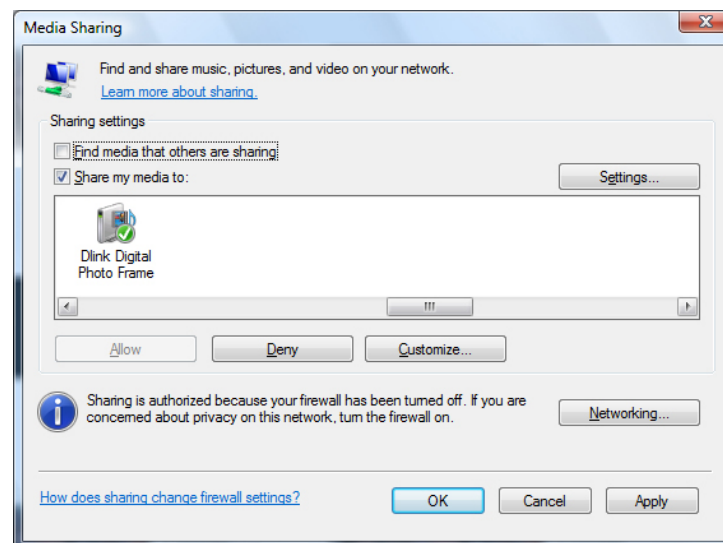 Media Sharing
Find and share music, pictures, and video on your network.
Learn more about sharing.
Sharing settings
Find media that others are sharing
Share my media to:
Settings...
Dlink Digital
Photo Frame
Allow
Deny
Customize...
Sharing is authorized because your firewall has been turned off. If you are
concerned about privacy on this network, turn the firewall on.
Networking...
How does sharing change firewall settings?
OK
Cancel
Apply